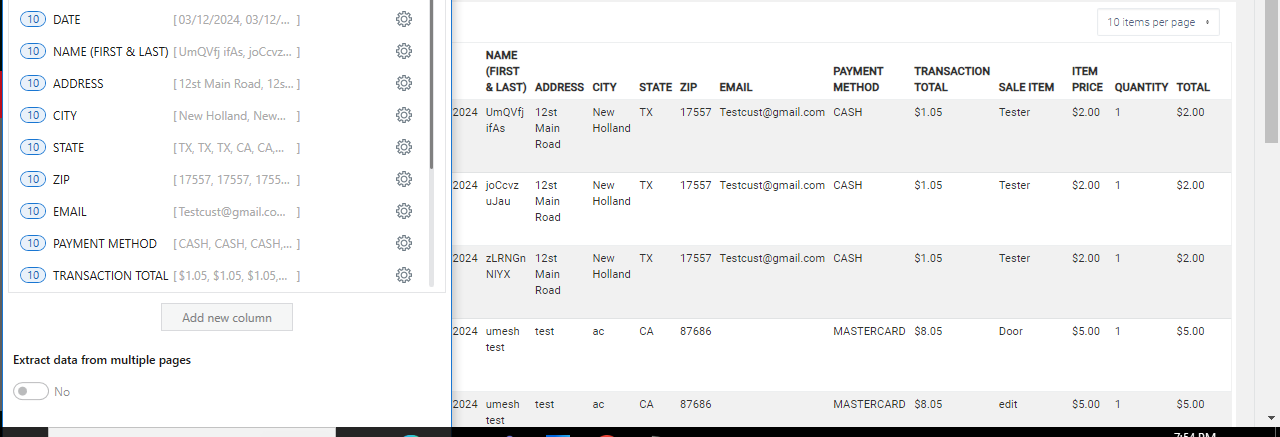 10 DATE [03/12/2024, 03/12/... ]
10 NAME (FIRST & LAST) [UmQVfj ifAs, joCcvz... ]
10 ADDRESS [12st Main Road, 12s... ]
10 CITY [New Holland, New... ]
10 STATE [TX, TX, TX, CA, CA,... ]
10 ZIP [17557, 17557, 1755... ]
10 EMAIL [Testcust@gmail.co... ]
10 PAYMENT METHOD [CASH, CASH, CASH,... ]
10 TRANSACTION TOTAL [$1.05, $1.05, $1.05,... ]
Add new column
Extract data from multiple pages
No
10 items per page
NAME
(FIRST PAYMENT TRANSACTION ITEM
& LAST) ADDRESS CITY STATE ZIP EMAIL METHOD TOTAL SALE ITEM PRICE QUANTITY TOTAL
2024 UmQVfj 12st New TX 17557 Testcust@gmail.com CASH $1.05 Tester $2.00 1 $2.00
ifAs Main Holland
Road
2024 joCcvz 12st New TX 17557 Testcust@gmail.com CASH $1.05 Tester $2.00 1 $2.00
uJau Main Holland
Road
2024 zLRNGn 12st New TX 17557 Testcust@gmail.com CASH $1.05 Tester $2.00 1 $2.00
NIYX Main Holland
Road
2024 umesh test ac CA 87686 MASTERCARD $8.05 Door $5.00 1 $5.00
test
2024 umesh test ac CA 87686 MASTERCARD $8.05 edit $5.00 1 $5.00
test
7:54 PM